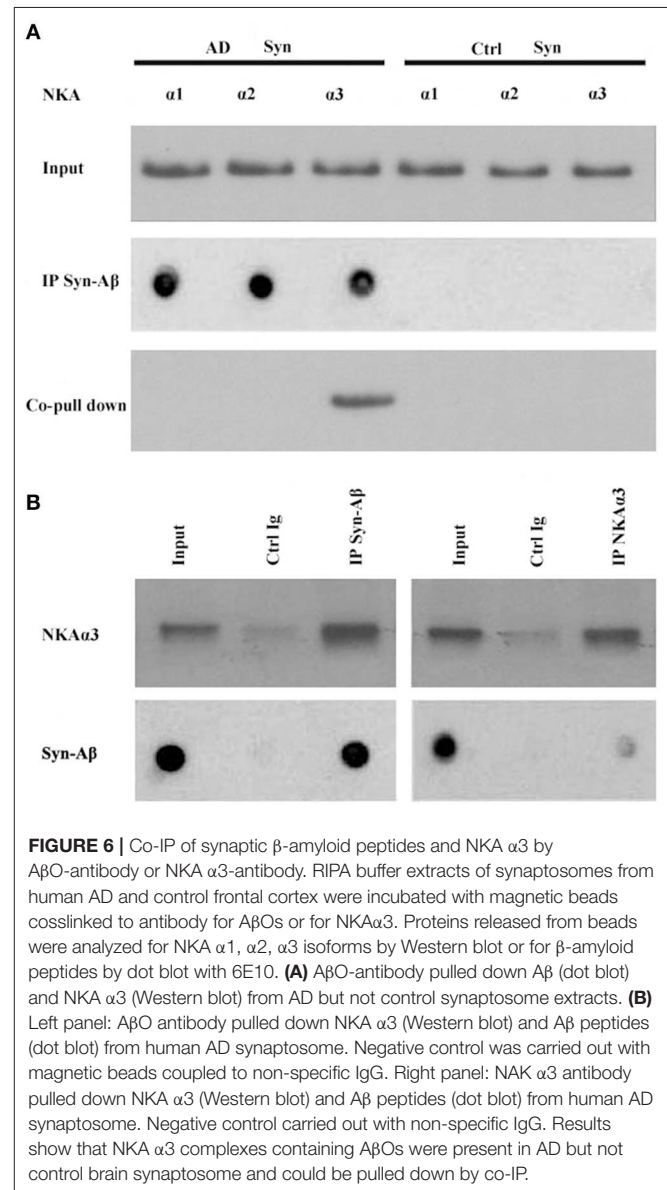 A
AD Syn Ctrl Syn
NKA α1 α2 α3 α1 α2 α3
Input
IP Syn-Aβ
Co-pull down
B
Input Ctrl Ig IP Syn-Aβ Input Ctrl Ig IP NKAα3
NKAα3
Syn-Aβ
FIGURE 6 | Co-IP of synaptic β-amyloid peptides and NKA α3 by
AβO-antibody or NKA α3-antibody. RIPA buffer extracts of synaptosomes from
human AD and control frontal cortex were incubated with magnetic beads
cosslinked to antibody for AβOs or for NKAα3. Proteins released from beads
were analyzed for NKA α1, α2, α3 isoforms by Western blot or for β-amyloid
peptides by dot blot with 6E10. (A) AβO-antibody pulled down Aβ (dot blot)
and NKA α3 (Western blot) from AD but not control synaptosome extracts. (B)
Left panel: AβO antibody pulled down NKA α3 (Western blot) and Aβ peptides
(dot blot) from human AD synaptosome. Negative control was carried out with
magnetic beads coupled to non-specific IgG. Right panel: NAK α3 antibody
pulled down NKA α3 (Western blot) and Aβ peptides (dot blot) from human AD
synaptosome. Negative control carried out with non-specific IgG. Results
show that NKA α3 complexes containing AβOs were present in AD but not
control brain synaptosome and could be pulled down by co-IP.